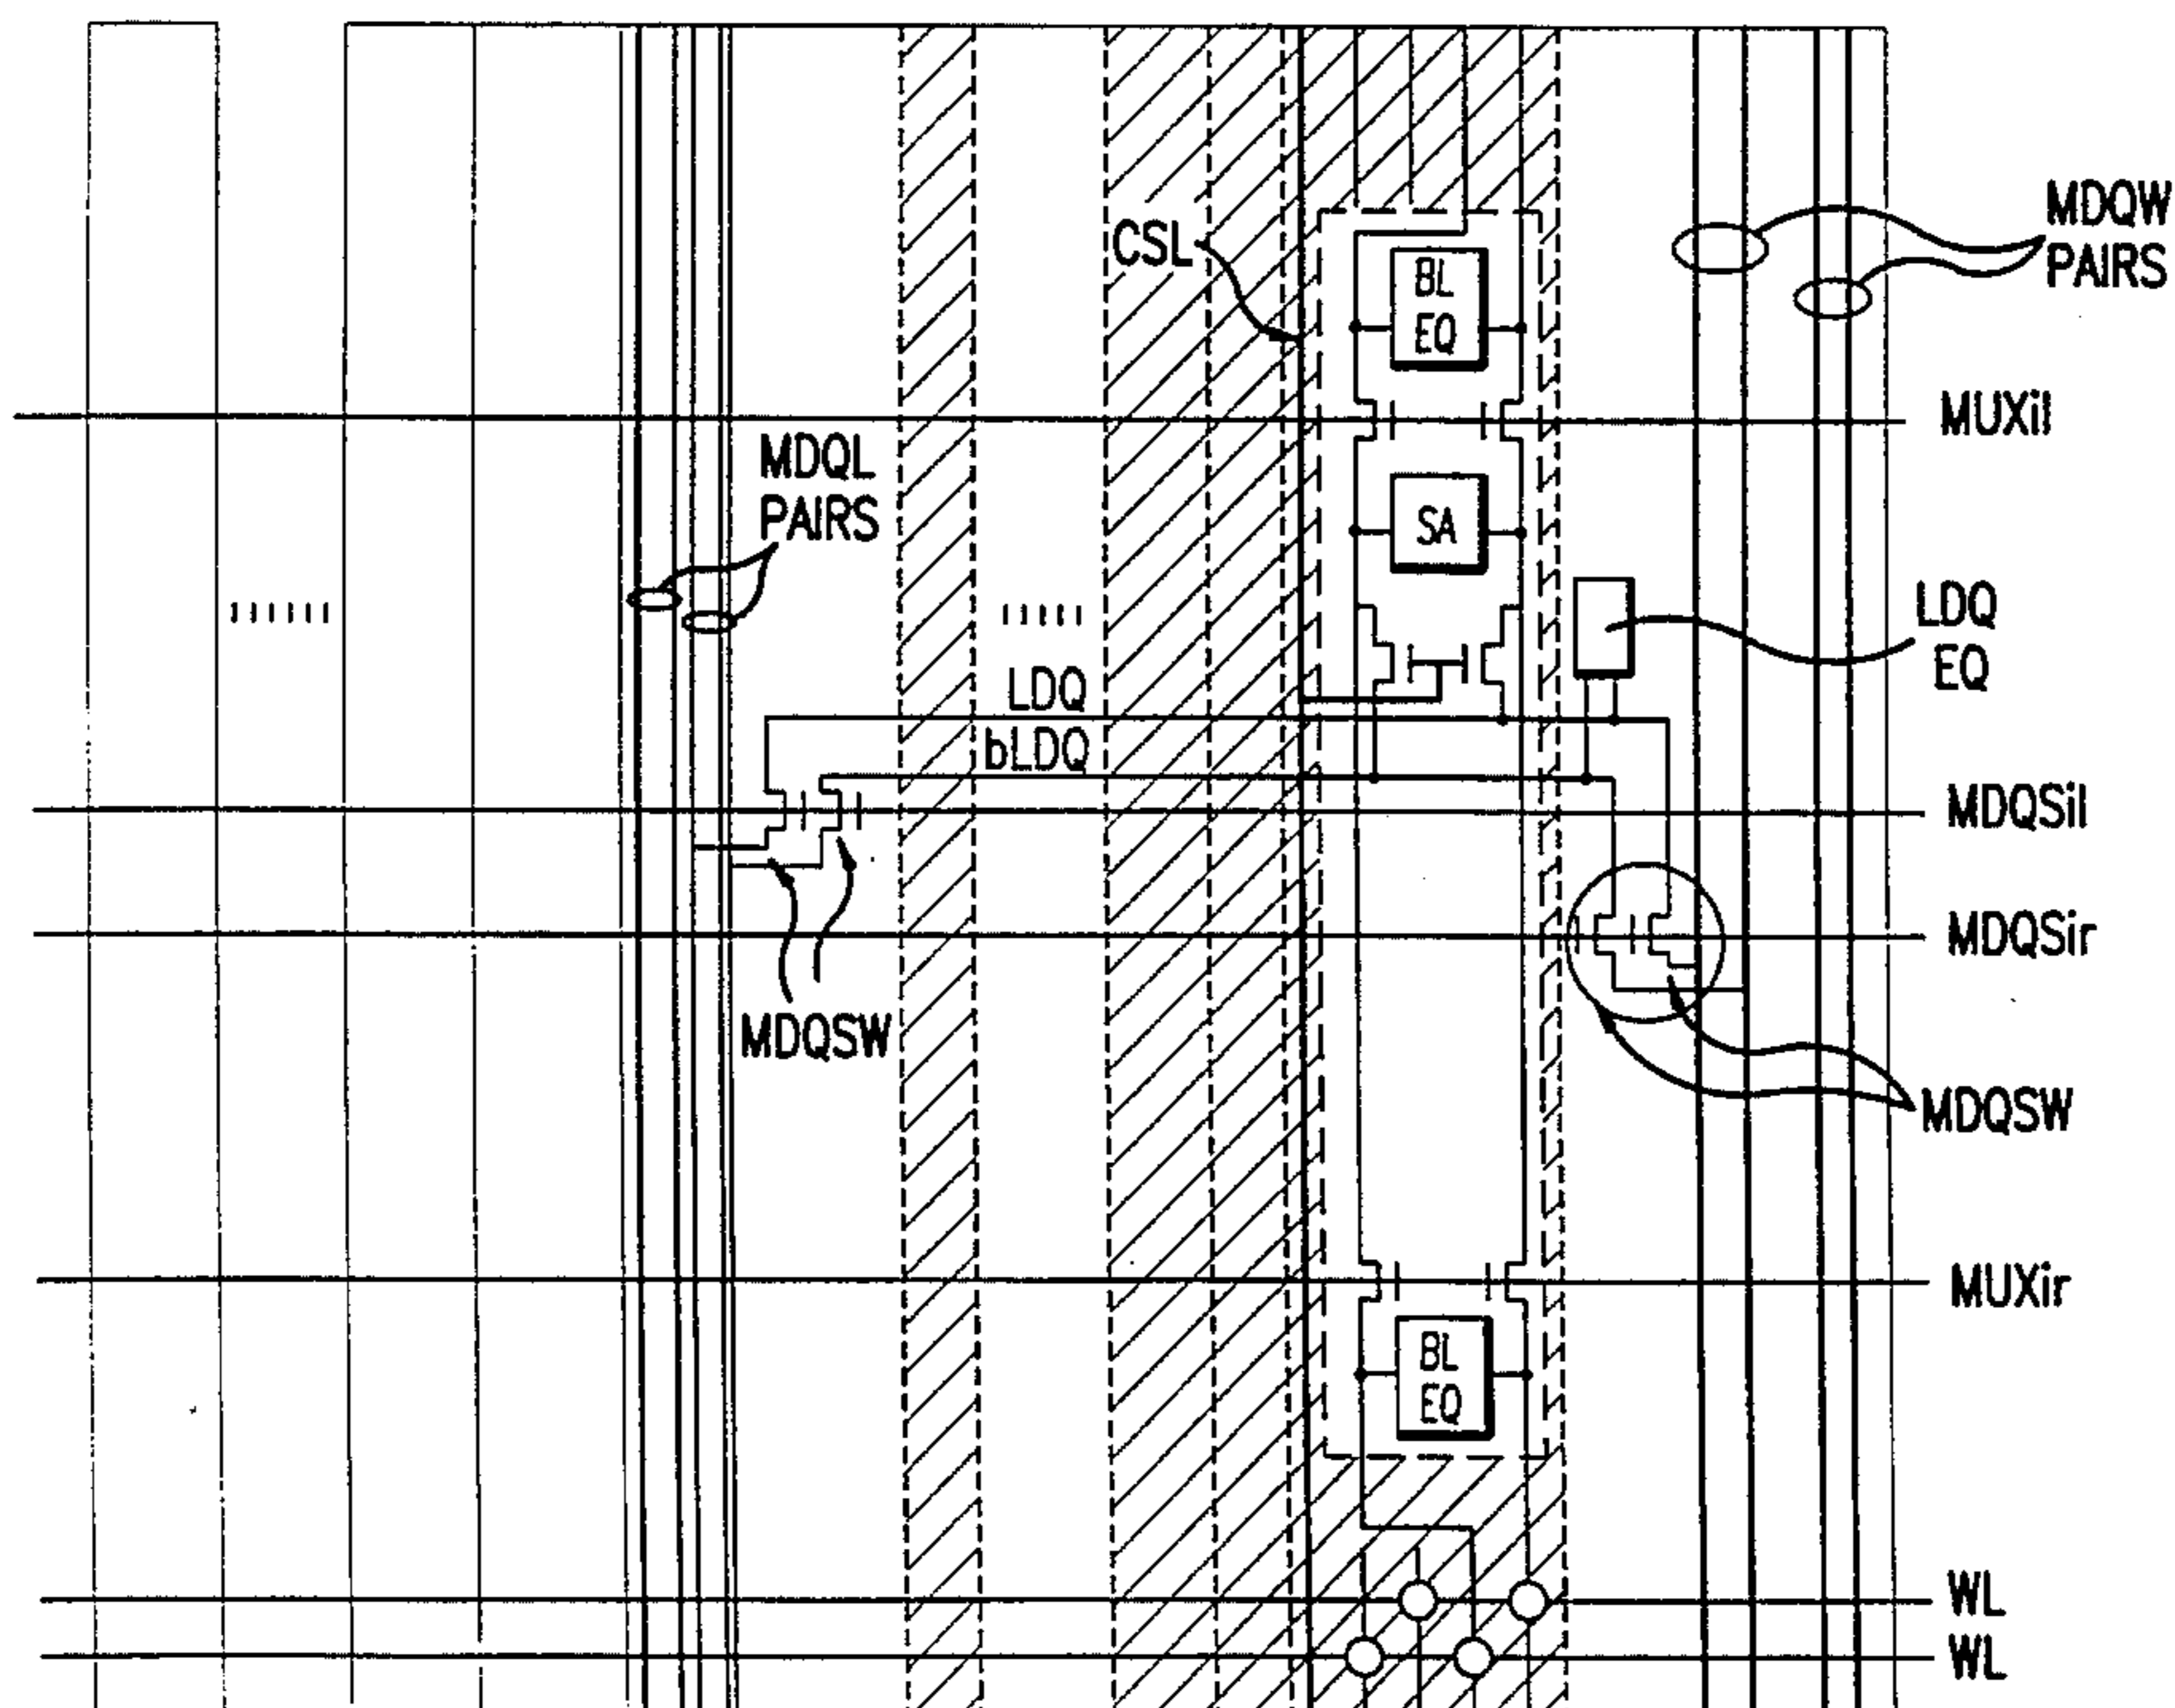 MDQW
PAIRS
CSL
BL
EQ
MUXil
MDQL
PAIRS
SA
LDQ
EQ
LDQ
bLDQ
MDQSil
MDQSir
MDQSW
MDQSW
MUXir
BL
EQ
WL
WL